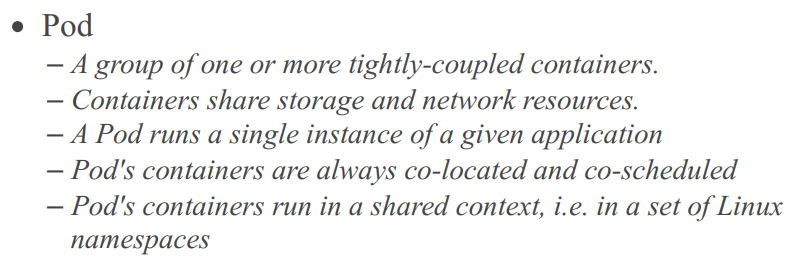 • Pod
– A group of one or more tightly-coupled containers.
– Containers share storage and network resources.
– A Pod runs a single instance of a given application
– Pod's containers are always co-located and co-scheduled
– Pod's containers run in a shared context, i.e. in a set of Linux
namespaces